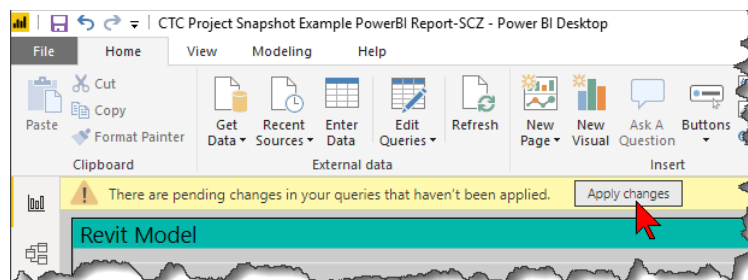 CTC Project Snapshot Example PowerBI Report-SCZ - Power BI Desktop
File Home View Modeling Help
Cut
Copy
Format Painter
Paste
Get Data
Recent Sources
Enter Data
Edit Queries
Refresh
New Page
New Visual
Ask A Question
Buttons
Clipboard
External data
Insert
There are pending changes in your queries that haven't been applied. Apply changes
Revit Model